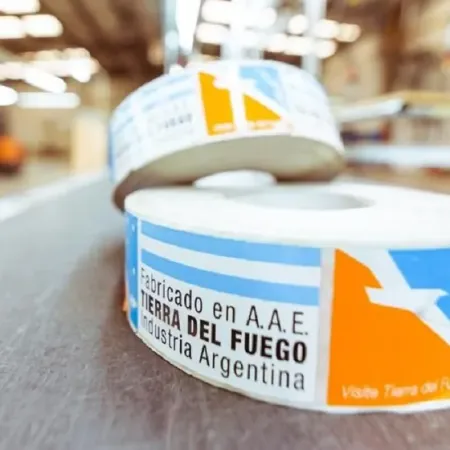 Fabricado en A.A.E.
TIERRA DEL FUEGO
Industria Argentina
Visite Tierra del